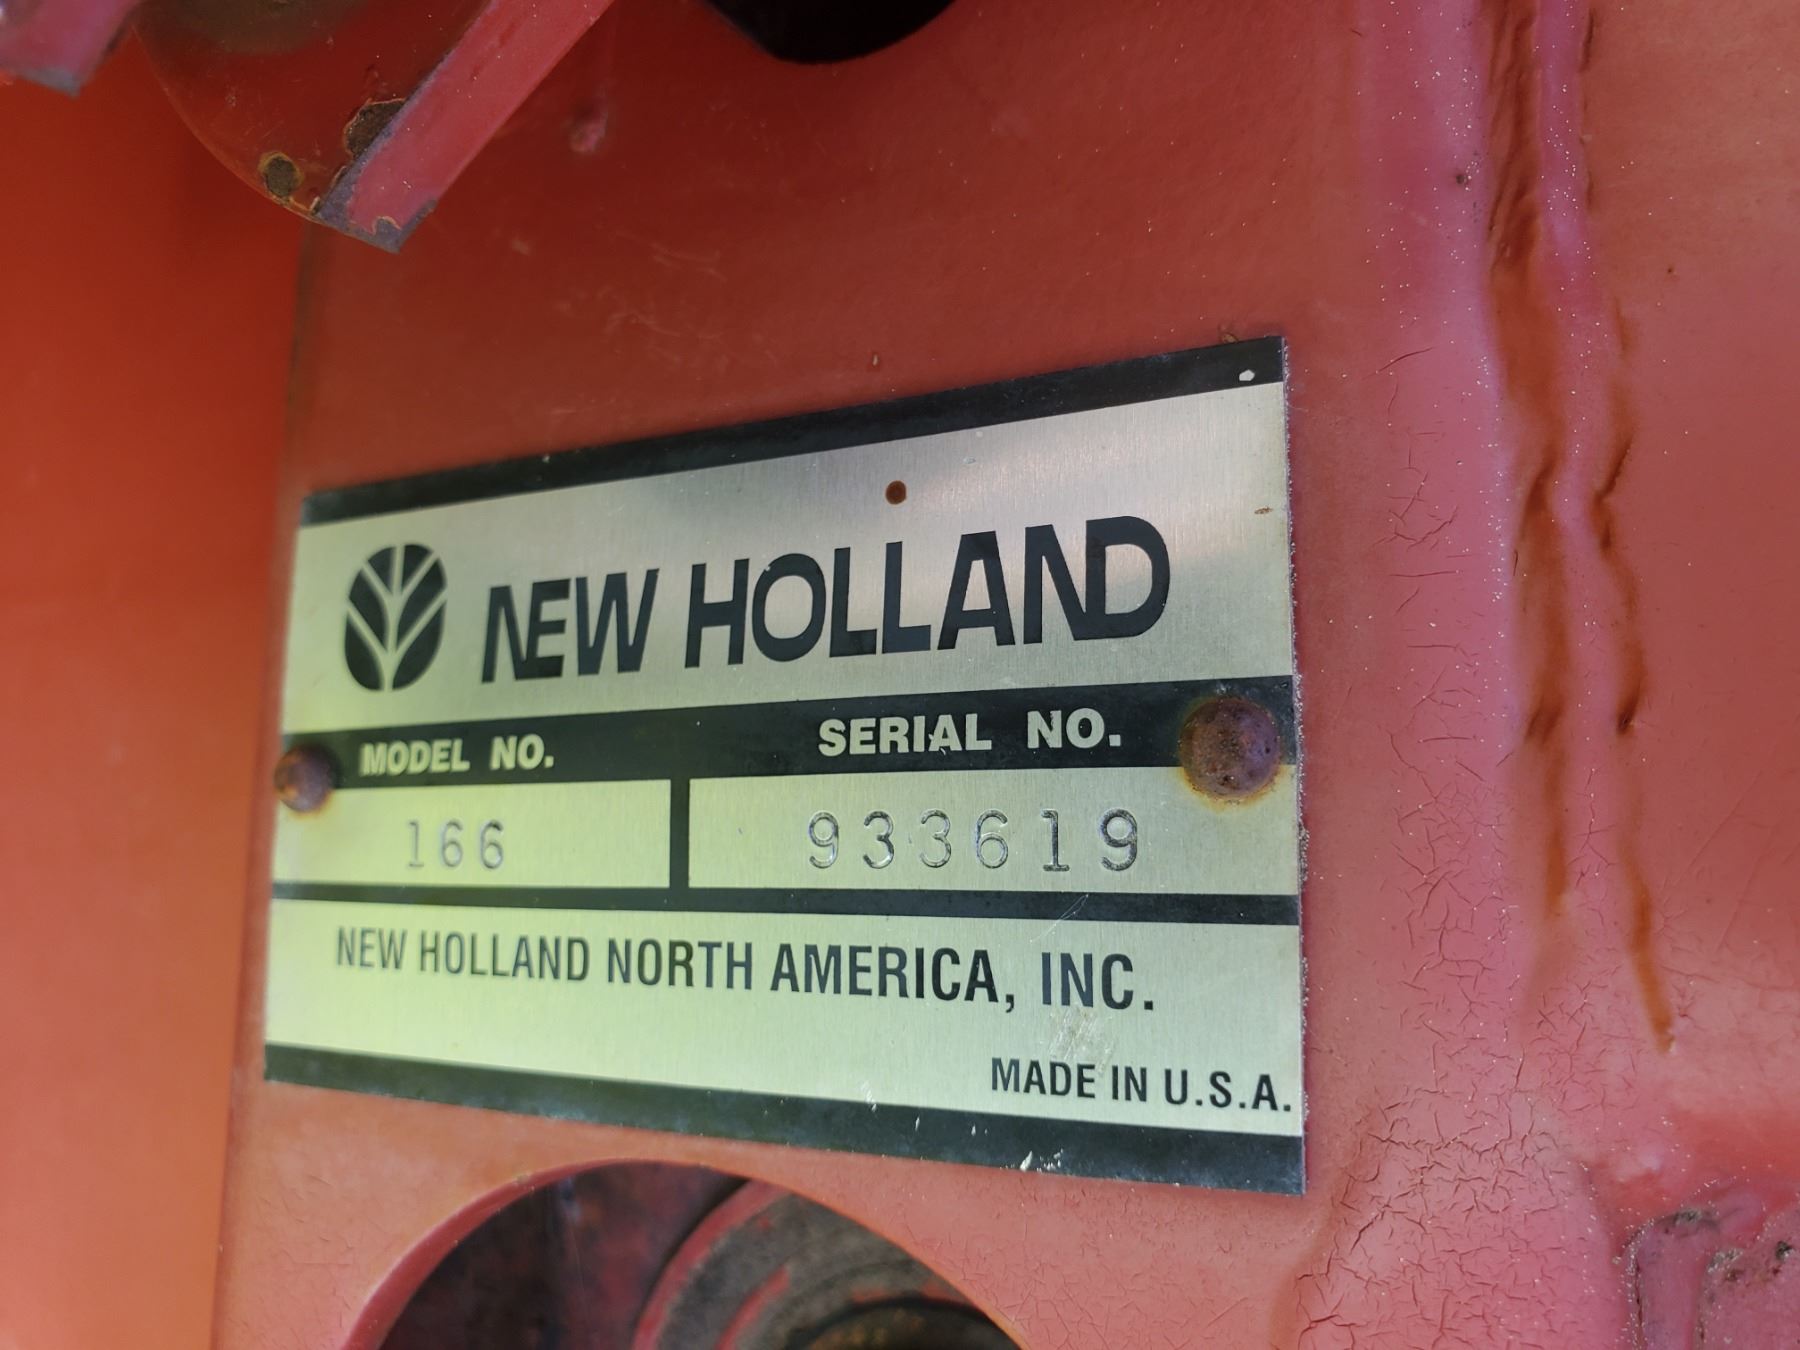 NEW HOLLAND
MODEL NO. SERIAL NO.
166 933619
NEW HOLLAND NORTH AMERICA, INC.
MADE IN U.S.A.